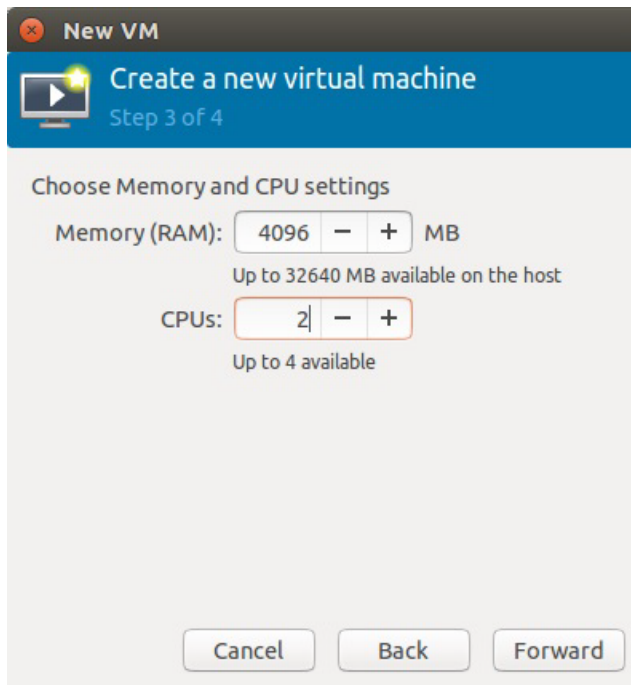 New VM
Create a new virtual machine
Step 3 of 4
Choose Memory and CPU settings
Memory (RAM): 4096 − + MB
Up to 32640 MB available on the host
CPUs: 2 − +
Up to 4 available
Cancel Back Forward